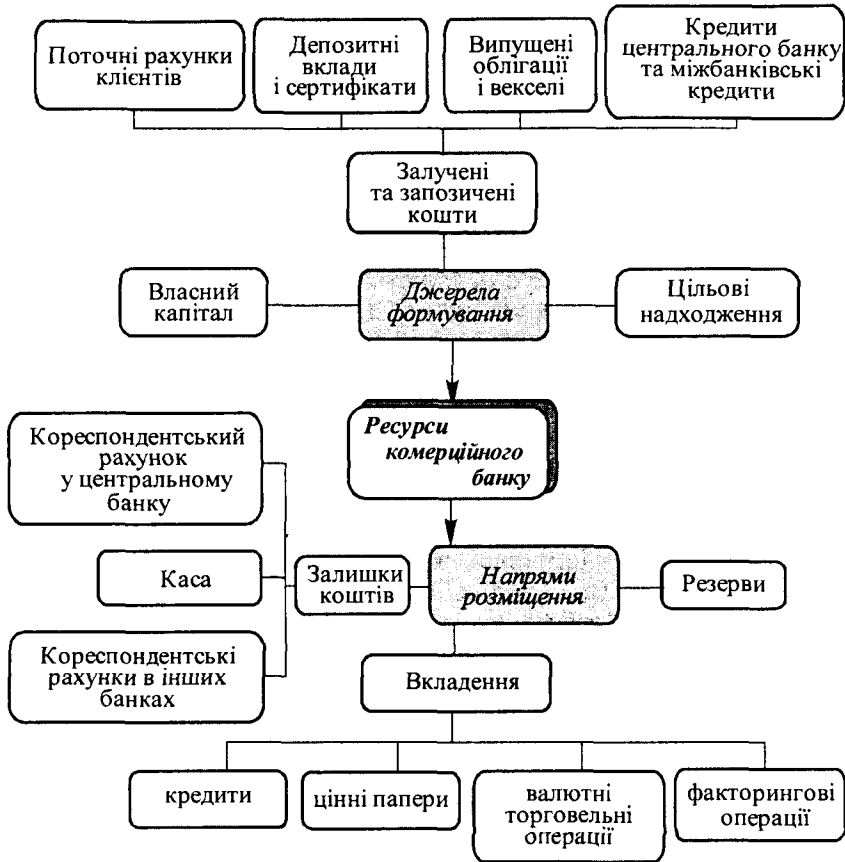 Поточні рахунки
клієнтів
Депозитні
вклади
і сертифікати
Випущені
облігації
і векселі
Кредити
центрального банку
та міжбанківські
кредити
Залучені
та запозичені
кошти
Власний
капітал
Джерела
формування
Цільові
надходження
Ресурси
комерційного
банку
Кореспондентський
рахунок
у центральному
банку
Каса
Кореспондентські
рахунки в інших
банках
Залишки
коштів
Напрями
розміщення
Резерви
Вкладення
кредити
цінні папери
валютні
торговельні
операції
факторингові
операції